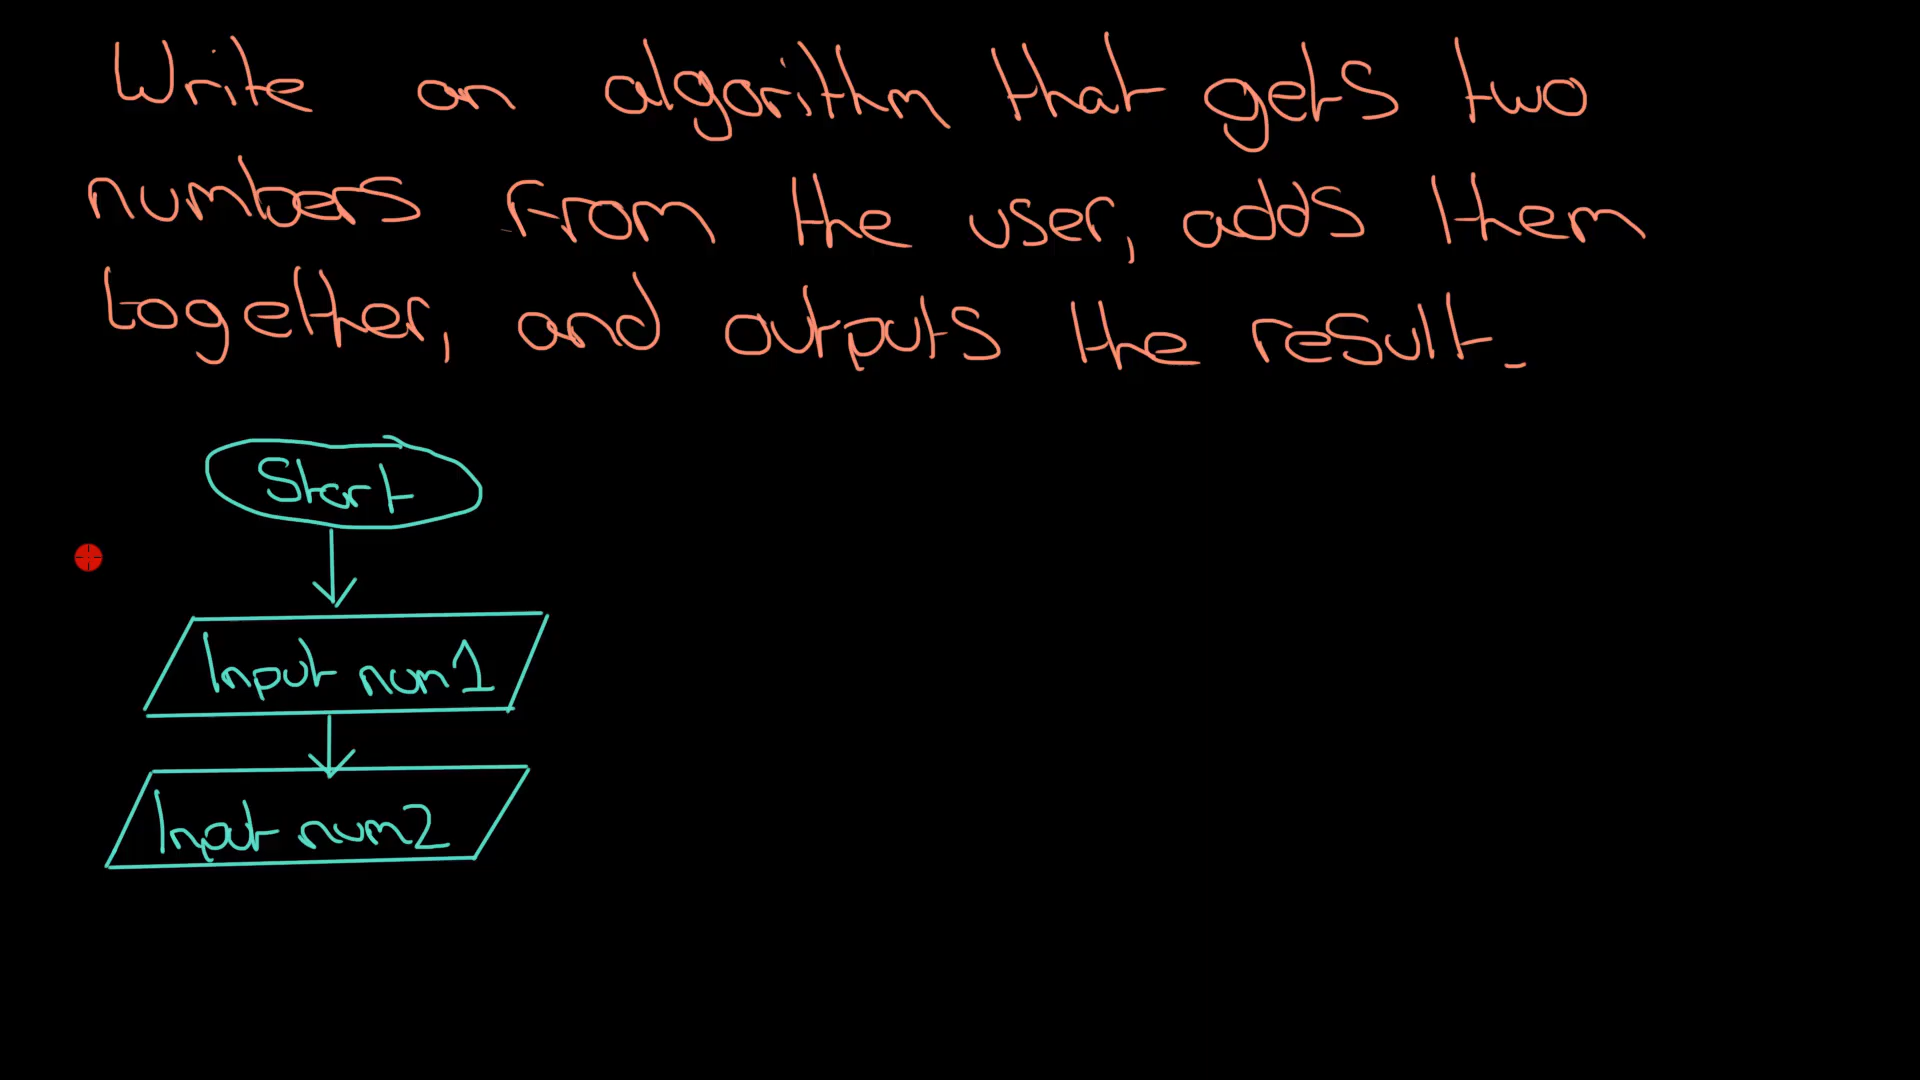 Write an algorithm that gets two
numbers from the user, adds them
together, and outputs the result.
Start
Input num1
Input num2